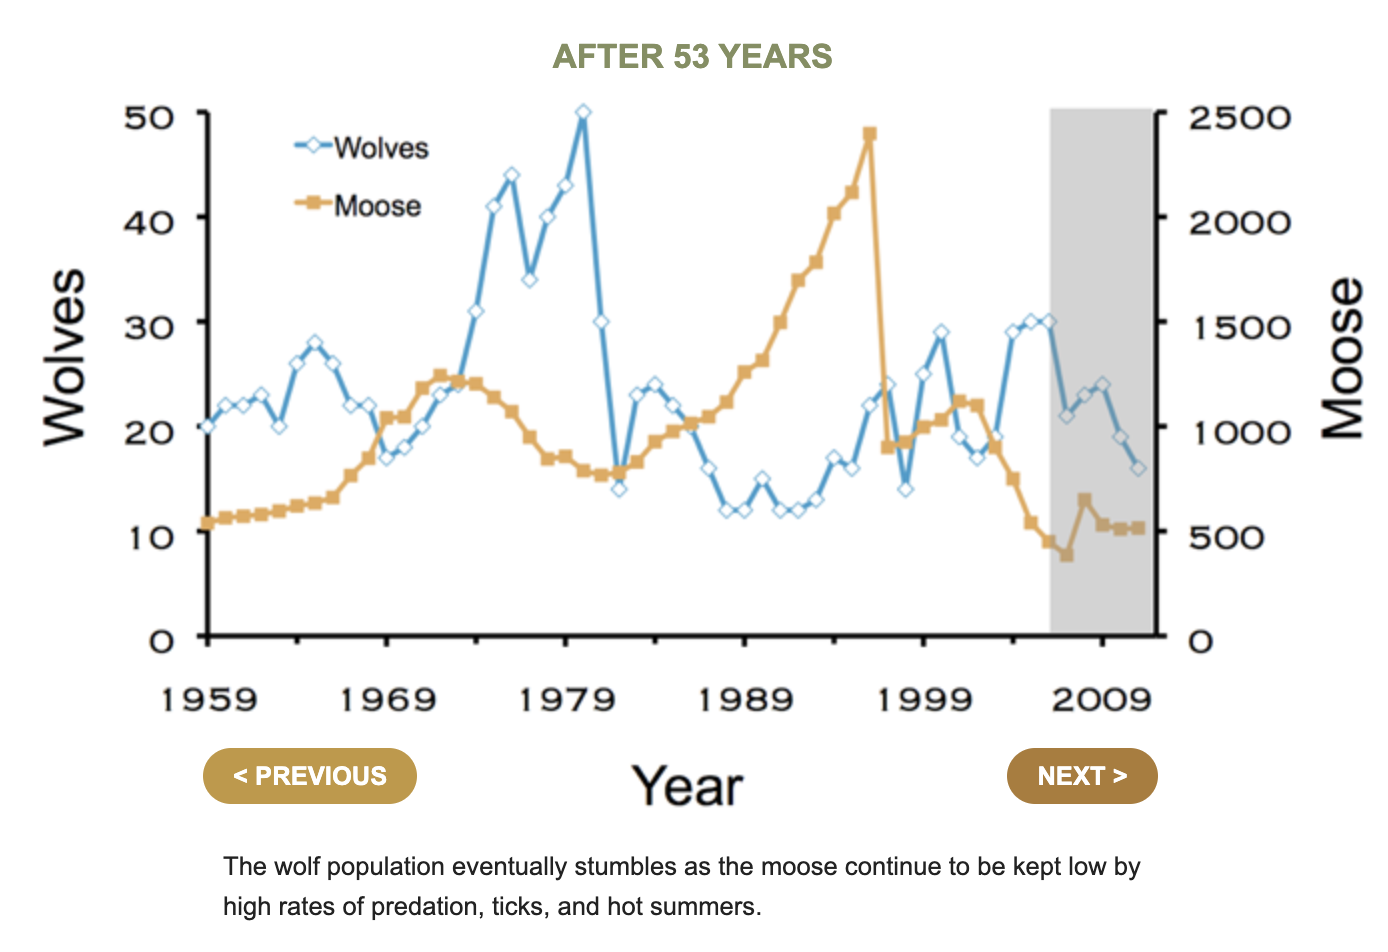 AFTER 53 YEARS
50
40
30
20
10
0
Wolves
Wolves
Moose
2500
2000
1500
1000
500
0
Moose
1959 1969 1979 1989 1999 2009
< PREVIOUS
Year
NEXT >
The wolf population eventually stumbles as the moose continue to be kept low by
high rates of predation, ticks, and hot summers.